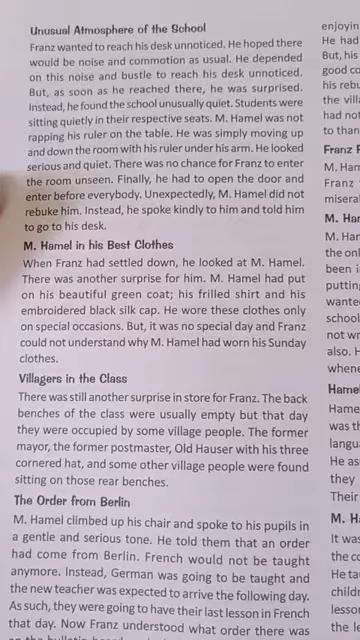 Unusual Atmosphere of the School
Franz wanted to reach his desk unnoticed. He hoped there
would be noise and commotion as usual. He depended
on this noise and bustle to reach his desk unnoticed.
But, as soon as he reached there, he was surprised.
Instead, he found the school unusually quiet. Students were
sitting quietly in their respective seats. M. Hamel was not
rapping his ruler on the table. He was simply moving up
and down the room with his ruler under his arm. He looked
serious and quiet. There was no chance for Franz to enter
the room unseen. Finally, he had to open the door and
enter before everybody. Unexpectedly, M. Hamel did not
rebuke him. Instead, he spoke kindly to him and told him
to go to his desk.
M. Hamel in his Best Clothes
When Franz had settled down, he looked at M. Hamel.
There was another surprise for him. M. Hamel had put
on his beautiful green coat; his frilled shirt and his
embroidered black silk cap. He wore these clothes only
on special occasions. But, it was no special day and Franz
could not understand why M. Hamel had worn his Sunday
clothes.
Villagers in the Class
There was still another surprise in store for Franz. The back
benches of the class were usually empty but that day
they were occupied by some village people. The former
mayor, the former postmaster, Old Hauser with his three
cornered hat, and some other village people were found
sitting on those rear benches.
The Order from Berlin
M. Hamel climbed up his chair and spoke to his pupils in
a gentle and serious tone. He told them that an order
had come from Berlin. French would not be taught
anymore. Instead, German was going to be taught and
the new teacher was expected to arrive the following day.
As such, they were going to have their last lesson in French
that day. Now Franz understood what order there was
enjoyin
He had
But, his
good co
his rebu
the villa
had not
to than
Franz F
M. Ham
Franz
miseral
M. Har
M. Har
the onl
been i
putting
wante
school
not wr
also. H
whene
Hamel
Hame
was th
langu
He as
they
Their
M. Ha
It was
the co
He ta
childr
lesso
the le